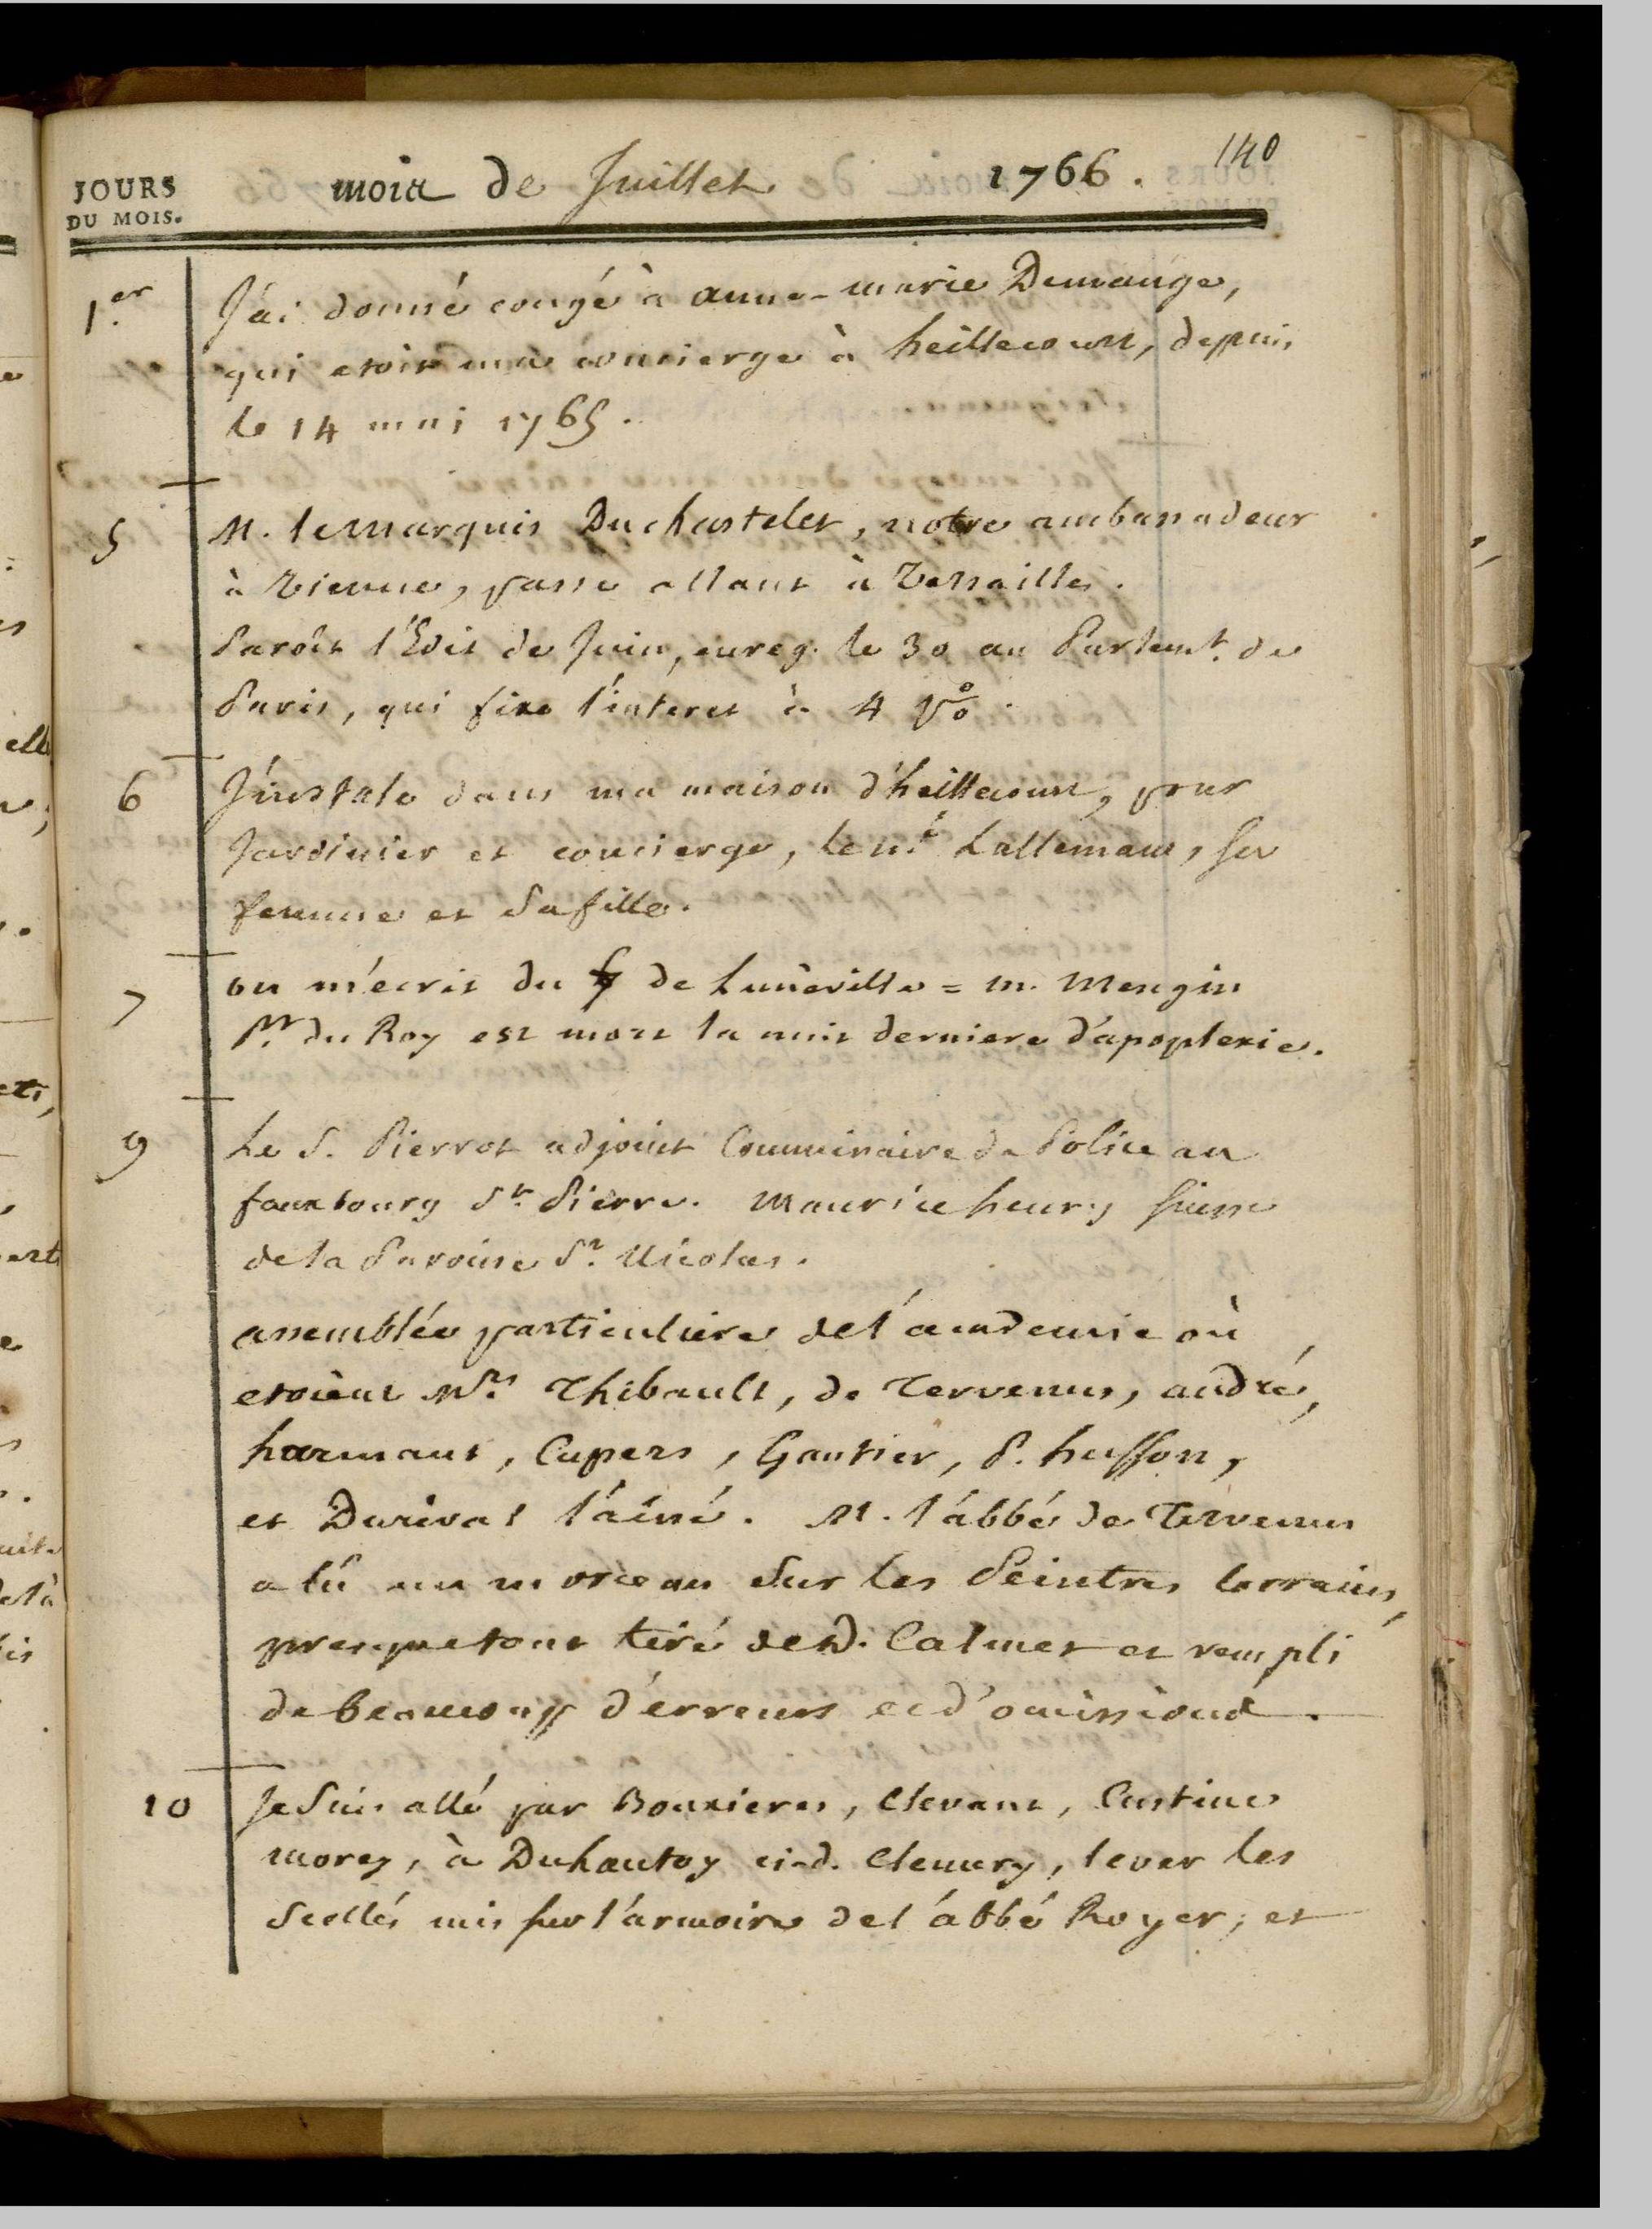 140
JOURS DU MOIS. mois de Juillet 1766.
1.er J'ai donné congé à anne-marie Demange,
qui etoit ma concierge à heillecourt, depuis
le 14 mai 1765.
5 M. le Marquis Duchastelet, notre ambassadeur
à Vienne, passe allant à Versailles.
Paroît l'Edit de Juin, enreg. le 30 au Parlem.t de
Paris, qui fixe l'interet à 4 p%.
6 J'instale dans ma maison d'heillecourt, pour
Jardinier et concierge, le n.é Lallemant, sa
femme et sa fille.
7 on m'ecrit du de Lunéville = m. Mengin
P.r du Roy est mort la nuit derniere d'apoplexie.
9 Le S. Pierrot adjoint Commissaire de Police au
fauxbourg S.t Pierre. Maurice henry suisse
de la Paroisse S.t Nicolas.
assemblée particuliere de l'academie où
etoient M.rs Thibault, de Tervenus, andré,
harmant, Cupers, Gautier, P. husson,
et Durival l'aîné. M. l'abbé de Tervenus
a lû un morceau sur les Peintres lorrains,
presque tout tiré de D. Calmet et rempli
de beaucoup d'erreurs et d'omissions.
10 Je suis allé par Bouxieres, Clevant, Custines
morey, à Duhautoy ci-d. Clemery, lever les
scellés mis sur l'armoire de l'abbé Royer; et